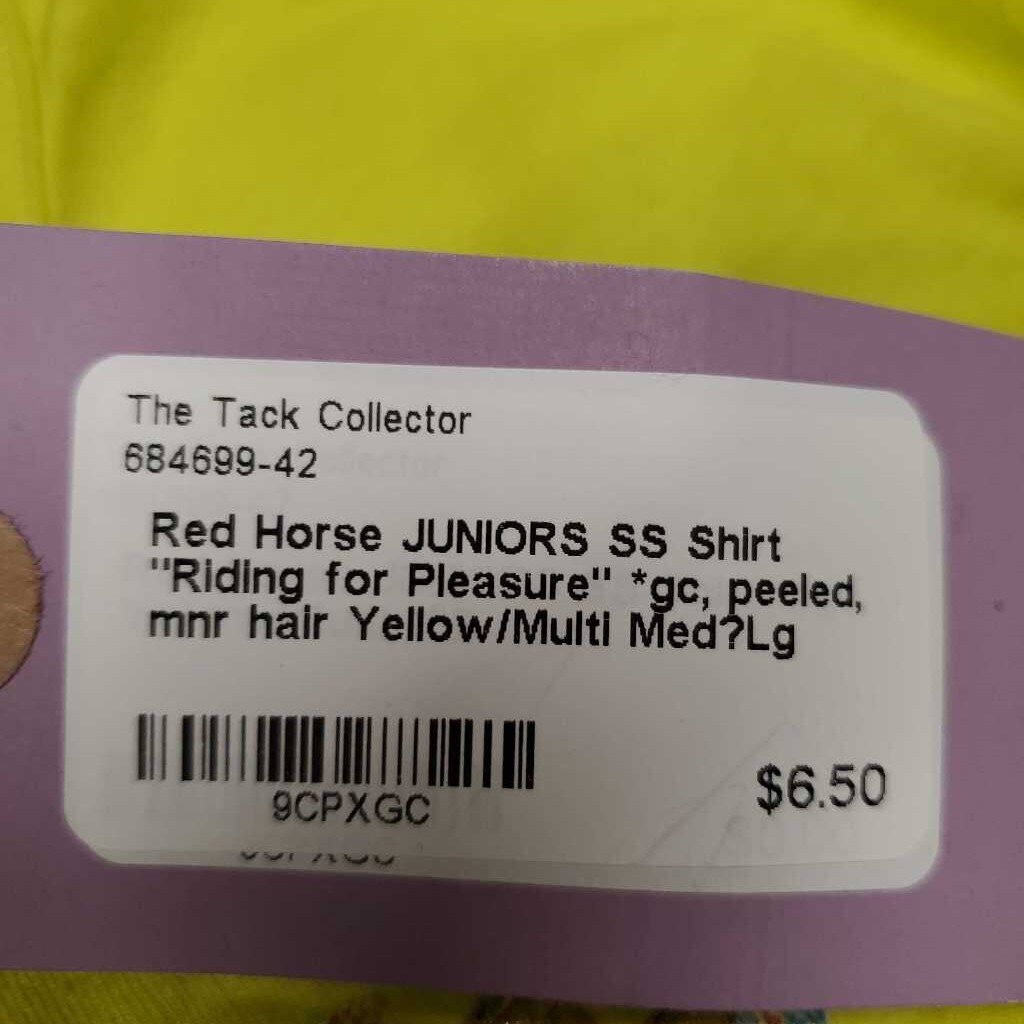 The Tack Collector
684699-42
Red Horse JUNIORS SS Shirt
"Riding for Pleasure" *gc, peeled,
mnr hair Yellow/Multi Med?Lg
9CPXGC
$6.50